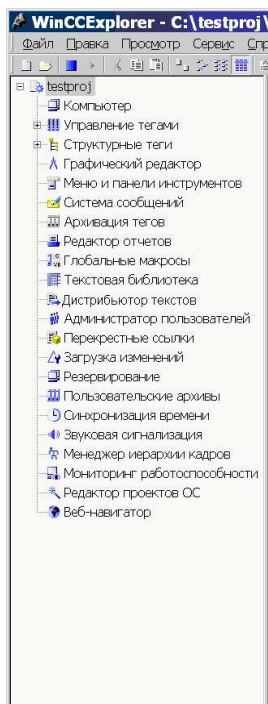 WinCCExplorer - C:\testproj\
Файл Правка Просмотр Сервис Спр
testproj
Компьютер
Управление тегами
Структурные теги
Графический редактор
Меню и панели инструментов
Система сообщений
Архивация тегов
Редактор отчетов
Глобальные макросы
Текстовая библиотека
Дистрибьютор текстов
Администратор пользователей
Перекрестные ссылки
Загрузка изменений
Резервирование
Пользовательские архивы
Синхронизация времени
Звуковая сигнализация
Менеджер иерархии кадров
Мониторинг работоспособности
Редактор проектов ОС
Веб-навигатор